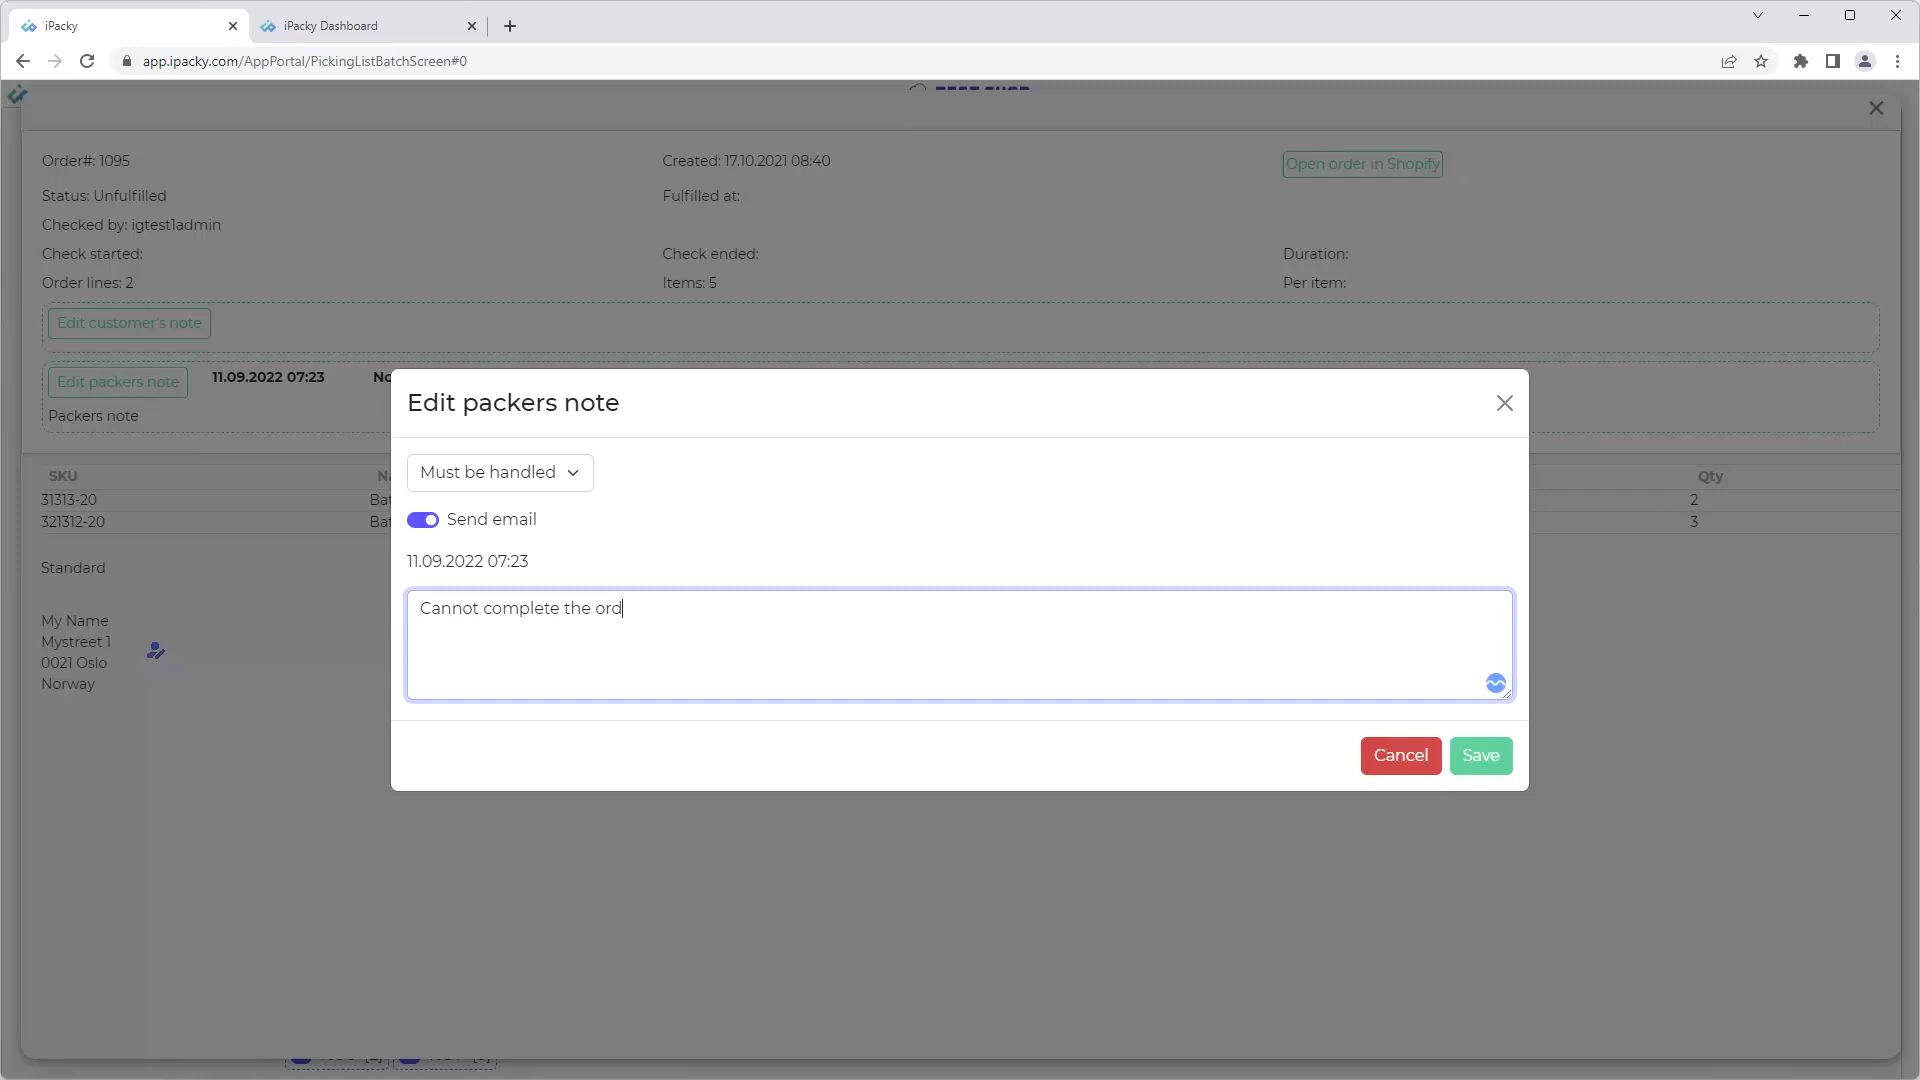 iPacky
iPacky Dashboard
app.ipacky.com/AppPortal/PickingListBatchScreen#0
Order#: 1095
Created: 17.10.2021 08:40
Open order in Shopify
Status: Unfulfilled
Fulfilled at:
Checked by: igtest1admin
Check started:
Check ended:
Duration:
Order lines: 2
Items: 5
Per item:
Edit customer's note
Edit packers note
11.09.2022 07:23
Packers note
Edit packers note
Must be handled
Send email
11.09.2022 07:23
Cannot complete the ord
Cancel
Save
SKU
Qty
31313-20
2
321312-20
3
Standard
My Name
Mystreet 1
0021 Oslo
Norway